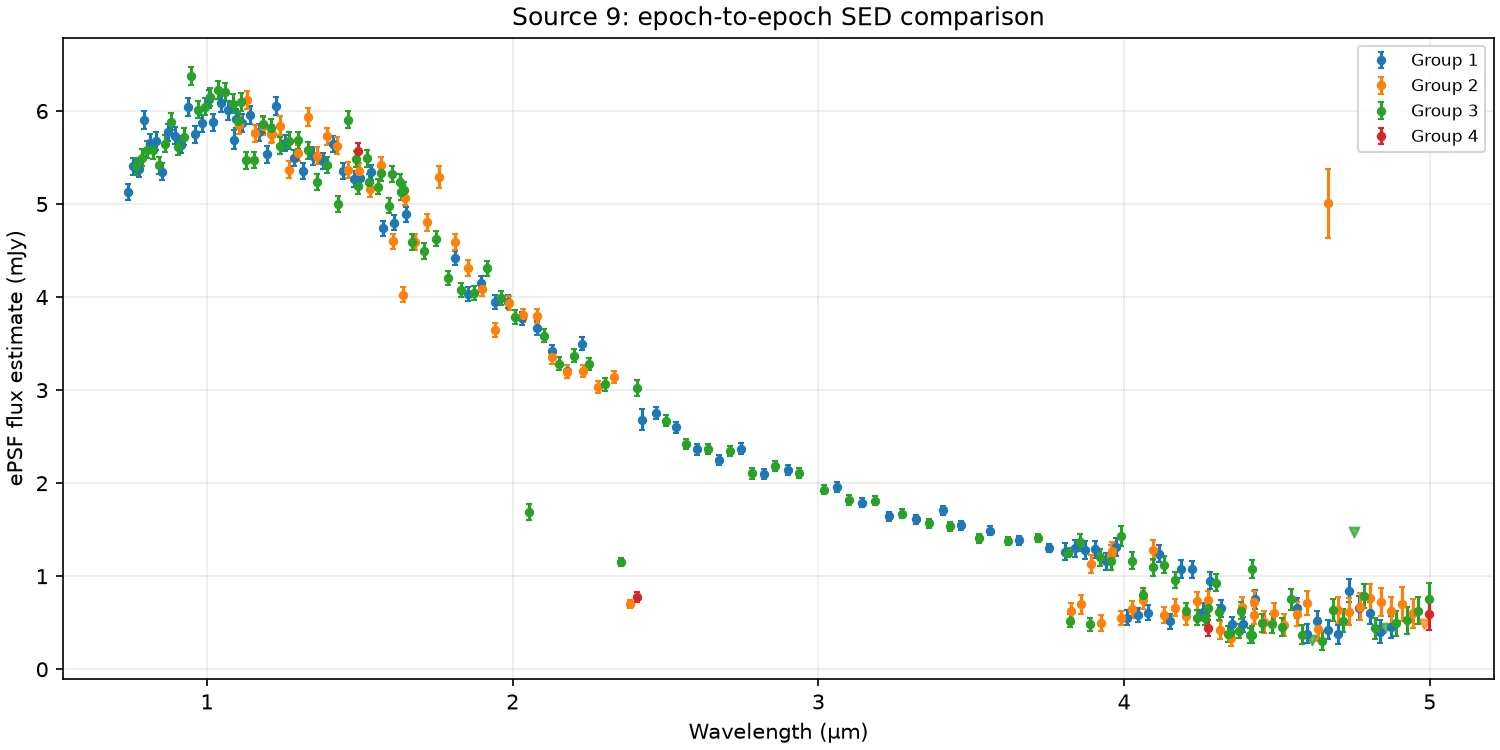 Source 9: epoch-to-epoch SED comparison
ePSF flux estimate (mJy)
6
5
4
3
2
1
0
1 2 3 4 5
Wavelength (μm)
Group 1
Group 2
Group 3
Group 4